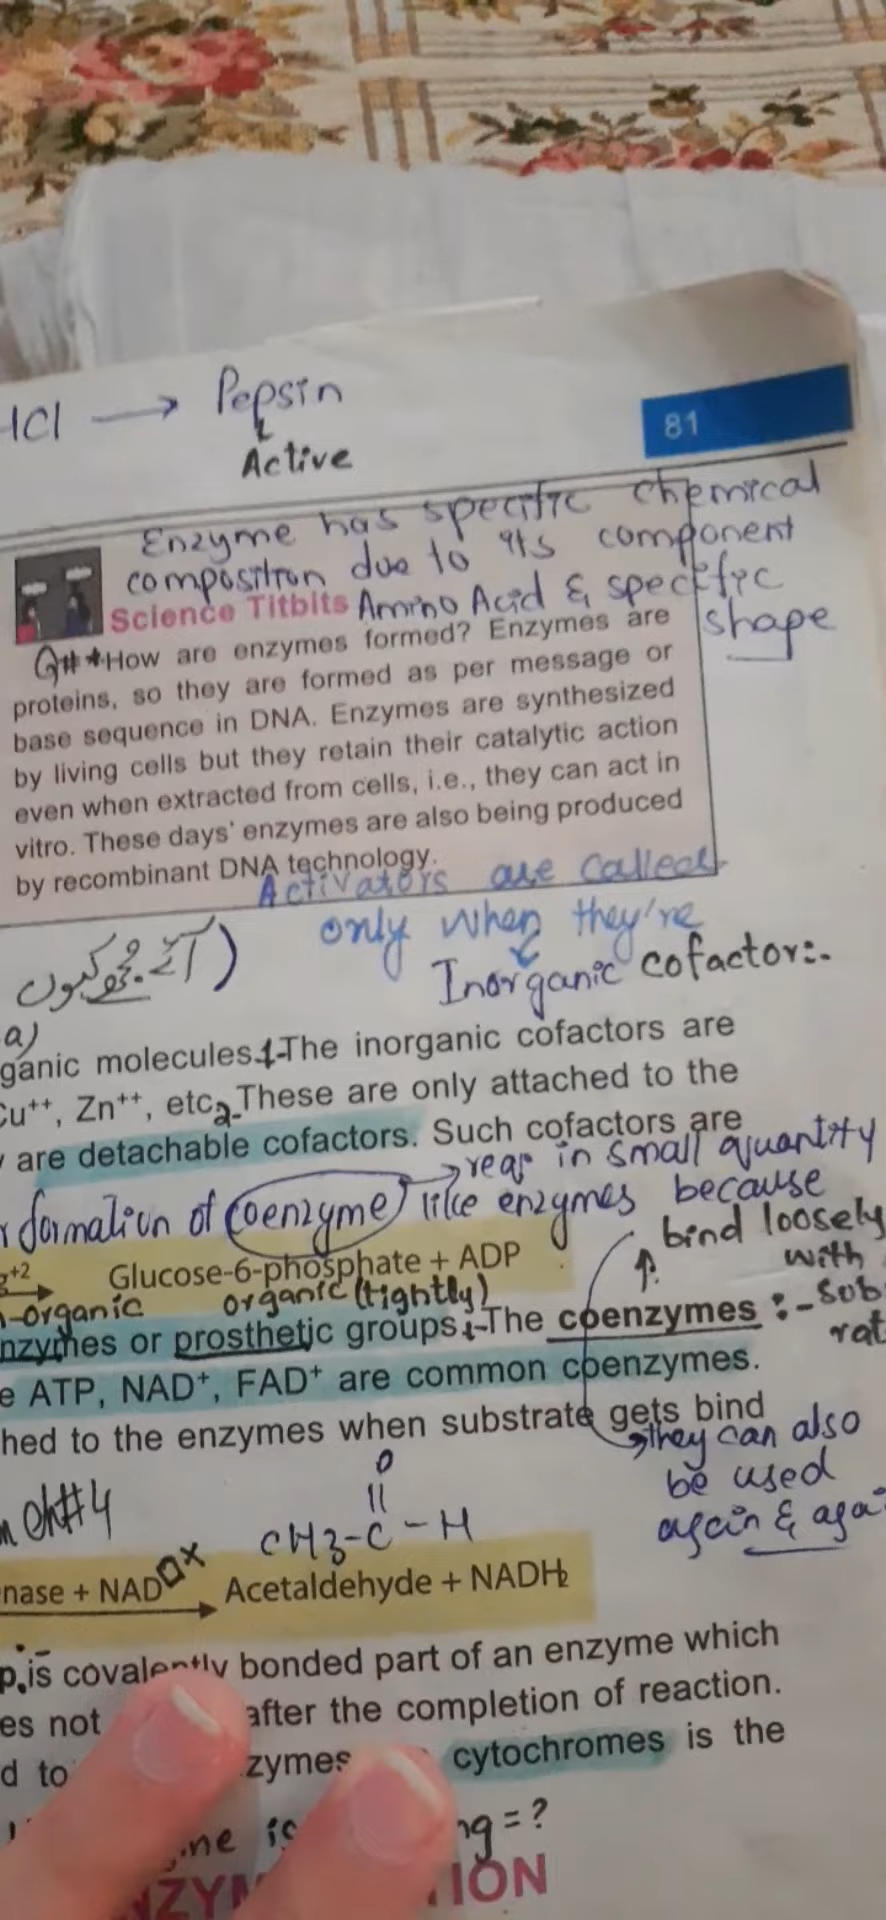 HCl → Pepsin
Active
81
Enzyme has specific chemical
composition due to its component
Science Titbits Amino Acid & specific
shape
Q# *How are enzymes formed? Enzymes are
proteins, so they are formed as per message or
base sequence in DNA. Enzymes are synthesized
by living cells but they retain their catalytic action
even when extracted from cells, i.e., they can act in
vitro. These days' enzymes are also being produced
by recombinant DNA technology.
Activators are called
only when they're
Inorganic cofactor:-
a)
ganic molecules. 1-The inorganic cofactors are
Cu++, Zn++, etc 2-These are only attached to the
are detachable cofactors. Such cofactors are
in small quantity
formation of coenzyme like enzymes because
bind loosely
with
g+2 → Glucose-6-phosphate + ADP
-organic organic (tightly)
nzymes or prosthetic groups. 1-The coenzymes :- Sub
rat
e ATP, NAD+, FAD+ are common coenzymes.
hed to the enzymes when substrate gets bind
they can also
be used
again & aga
Ch#4
O
||
CH3-C-H
nase + NAD ox → Acetaldehyde + NADH2
p. is covalently bonded part of an enzyme which
es not after the completion of reaction.
d to zymes cytochromes is the
ng = ?